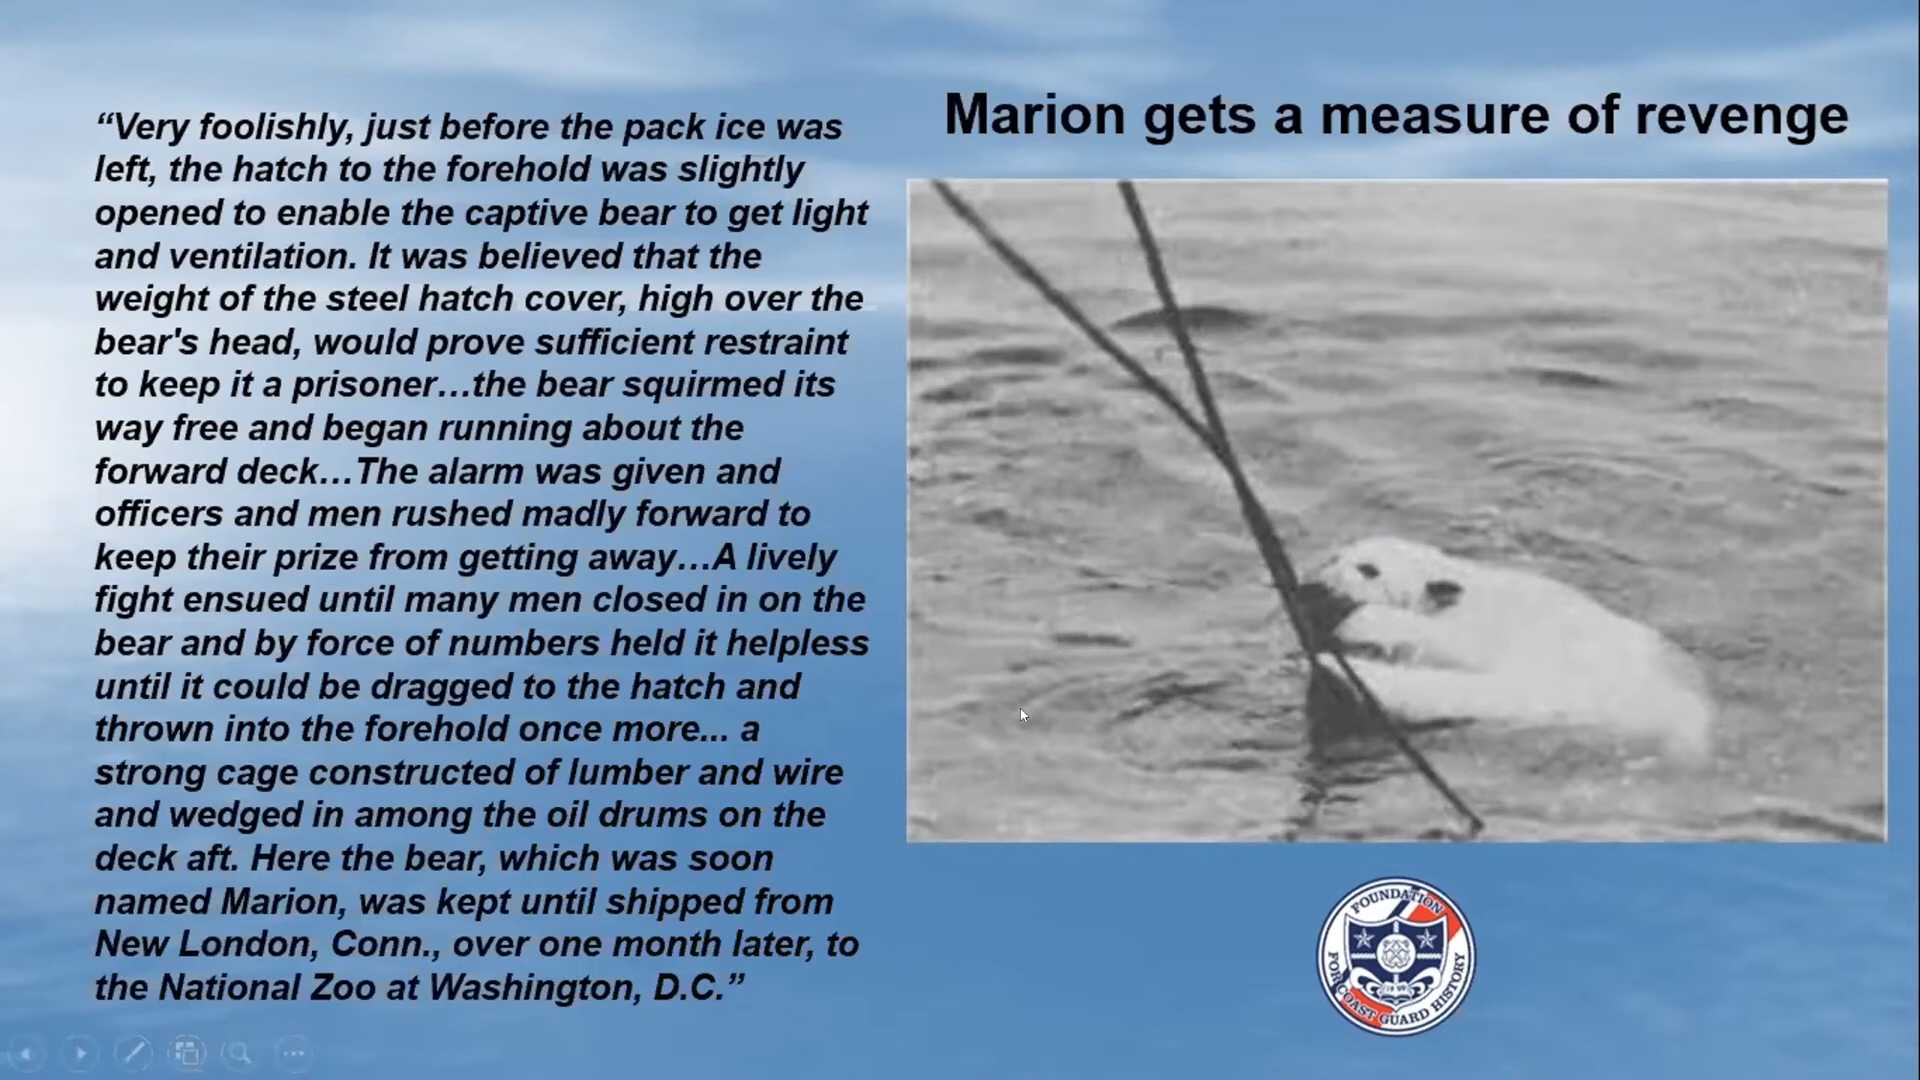 Marion gets a measure of revenge
“Very foolishly, just before the pack ice was
left, the hatch to the forehold was slightly
opened to enable the captive bear to get light
and ventilation. It was believed that the
weight of the steel hatch cover, high over the
bear's head, would prove sufficient restraint
to keep it a prisoner…the bear squirmed its
way free and began running about the
forward deck…The alarm was given and
officers and men rushed madly forward to
keep their prize from getting away…A lively
fight ensued until many men closed in on the
bear and by force of numbers held it helpless
until it could be dragged to the hatch and
thrown into the forehold once more... a
strong cage constructed of lumber and wire
and wedged in among the oil drums on the
deck aft. Here the bear, which was soon
named Marion, was kept until shipped from
New London, Conn., over one month later, to
the National Zoo at Washington, D.C.”
FOUNDATION
FOR COAST GUARD HISTORY